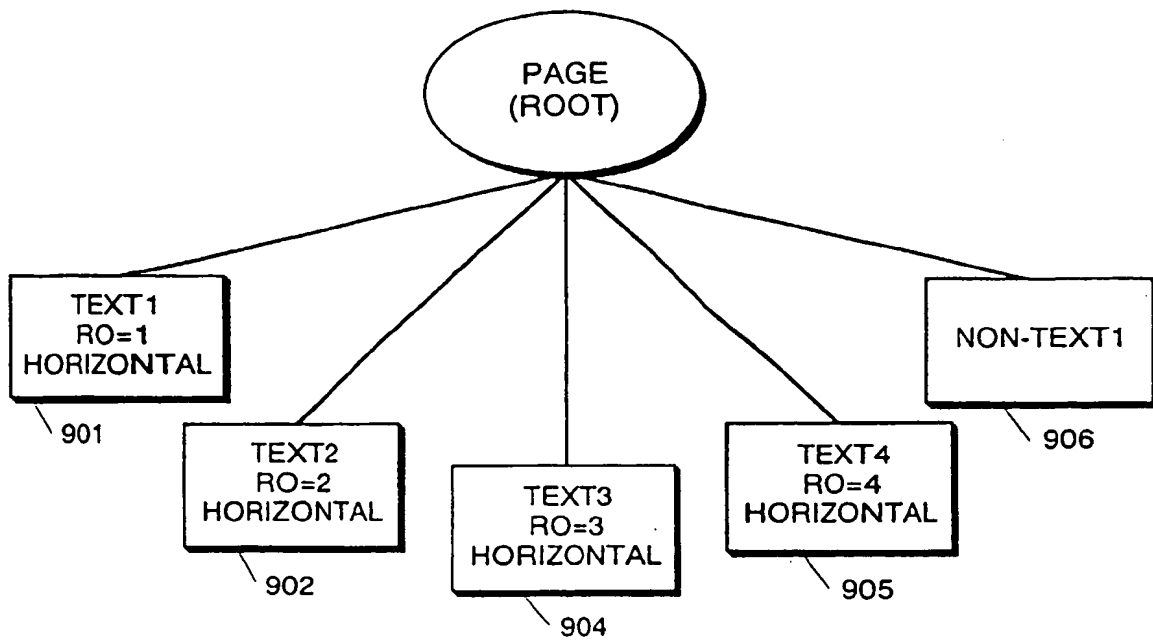 PAGE
(ROOT)
TEXT1
RO=1
HORIZONTAL
901
TEXT2
RO=2
HORIZONTAL
902
TEXT3
RO=3
HORIZONTAL
904
TEXT4
RO=4
HORIZONTAL
905
NON-TEXT1
906